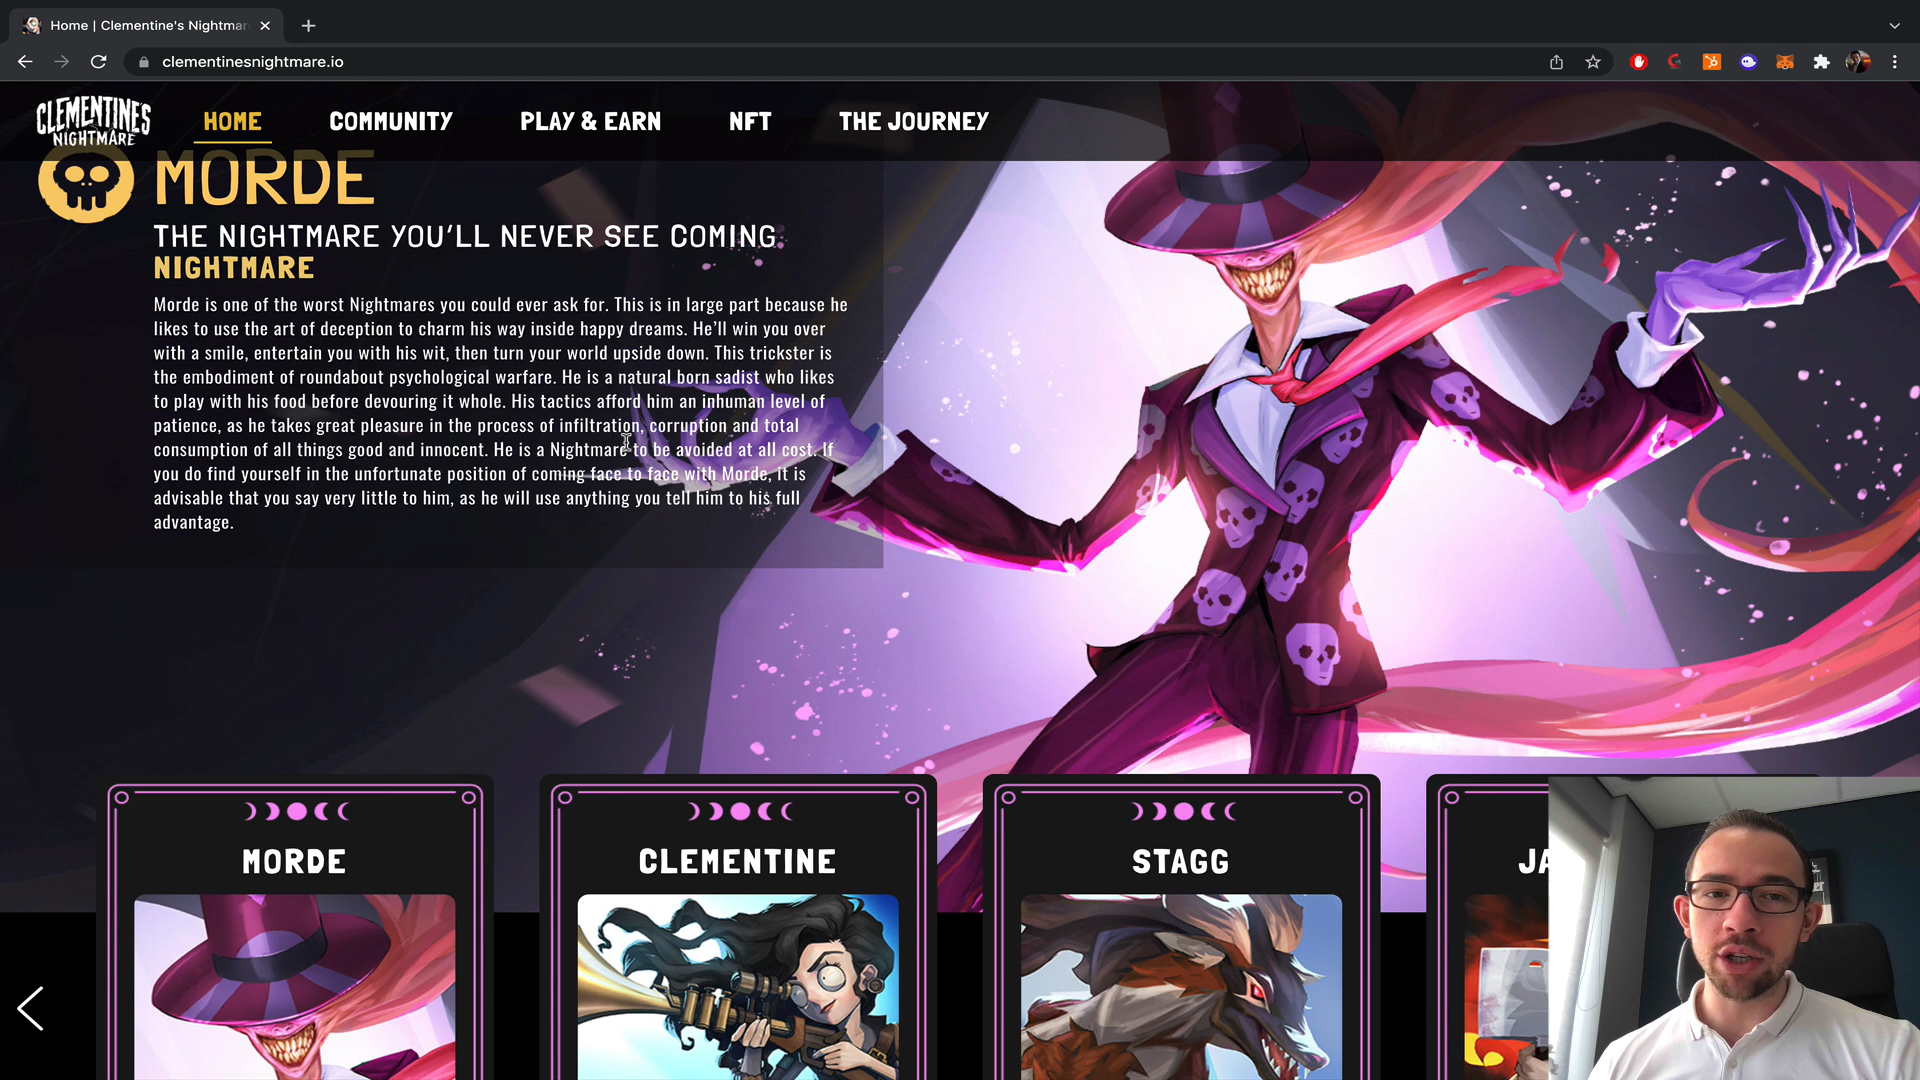 Home | Clementine's Nightmar
clementinesnightmare.io
CLEMENTINE'S
NIGHTMARE
HOME
COMMUNITY
PLAY & EARN
NFT
THE JOURNEY
MORDE
THE NIGHTMARE YOU'LL NEVER SEE COMING
NIGHTMARE
Morde is one of the worst Nightmares you could ever ask for. This is in large part because he
likes to use the art of deception to charm his way inside happy dreams. He'll win you over
with a smile, entertain you with his wit, then turn your world upside down. This trickster is
the embodiment of roundabout psychological warfare. He is a natural born sadist who likes
to play with his food before devouring it whole. His tactics afford him an inhuman level of
patience, as he takes great pleasure in the process of infiltration, corruption and total
consumption of all things good and innocent. He is a Nightmare to be avoided at all cost. If
you do find yourself in the unfortunate position of coming face to face with Morde, it is
advisable that you say very little to him, as he will use anything you tell him to his full
advantage.
MORDE
CLEMENTINE
STAGG
JA